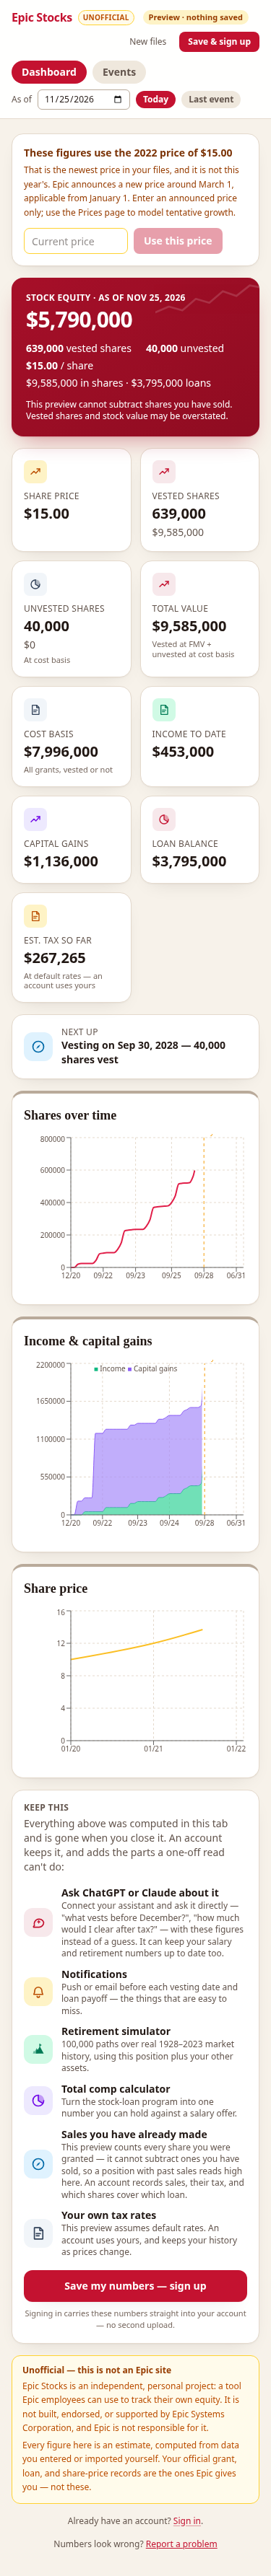 Epic Stocks
UNOFFICIAL
Preview · nothing saved
New files
Save & sign up
Dashboard
Events
As of
11/25/2026
Today
Last event
These figures use the 2022 price of $15.00
That is the newest price in your files, and it is not this
year's. Epic announces a new price around March 1,
applicable from January 1. Enter an announced price
only; use the Prices page to model tentative growth.
Current price
Use this price
STOCK EQUITY · AS OF NOV 25, 2026
$5,790,000
639,000 vested shares 40,000 unvested
$15.00 / share
$9,585,000 in shares · $3,795,000 loans
This preview cannot subtract shares you have sold.
Vested shares and stock value may be overstated.
SHARE PRICE
$15.00
VESTED SHARES
639,000
$9,585,000
UNVESTED SHARES
40,000
$0
At cost basis
TOTAL VALUE
$9,585,000
Vested at FMV +
unvested at cost basis
COST BASIS
$7,996,000
All grants, vested or not
INCOME TO DATE
$453,000
CAPITAL GAINS
$1,136,000
LOAN BALANCE
$3,795,000
EST. TAX SO FAR
$267,265
At default rates — an
account uses yours
NEXT UP
Vesting on Sep 30, 2028 — 40,000
shares vest
Shares over time
800000
600000
400000
200000
0
12/20 09/22 09/23 09/25 09/28 06/31
Income & capital gains
2200000
1650000
1100000
550000
0
Income Capital gains
12/20 09/22 09/23 09/24 09/28 06/31
Share price
16
12
8
4
0
01/20 01/21 01/22
KEEP THIS
Everything above was computed in this tab
and is gone when you close it. An account
keeps it, and adds the parts a one-off read
can't do:
Ask ChatGPT or Claude about it
Connect your assistant and ask it directly —
"what vests before December?", "how much
would I clear after tax?" — with these figures
instead of a guess. It can keep your salary
and retirement numbers up to date too.
Notifications
Push or email before each vesting date and
loan payoff — the things that are easy to
miss.
Retirement simulator
100,000 paths over real 1928–2023 market
history, using this position plus your other
assets.
Total comp calculator
Turn the stock-loan program into one
number you can hold against a salary offer.
Sales you have already made
This preview counts every share you were
granted — it cannot subtract ones you have
sold, so a position with past sales reads high
here. An account records sales, their tax, and
which shares cover which loan.
Your own tax rates
This preview assumes default rates. An
account uses yours, and keeps your history
as prices change.
Save my numbers — sign up
Signing in carries these numbers straight into your account
— no second upload.
Unofficial — this is not an Epic site
Epic Stocks is an independent, personal project: a tool
Epic employees can use to track their own equity. It is
not built, endorsed, or supported by Epic Systems
Corporation, and Epic is not responsible for it.
Every figure here is an estimate, computed from data
you entered or imported yourself. Your official grant,
loan, and share-price records are the ones Epic gives
you — not these.
Already have an account? Sign in.
Numbers look wrong? Report a problem